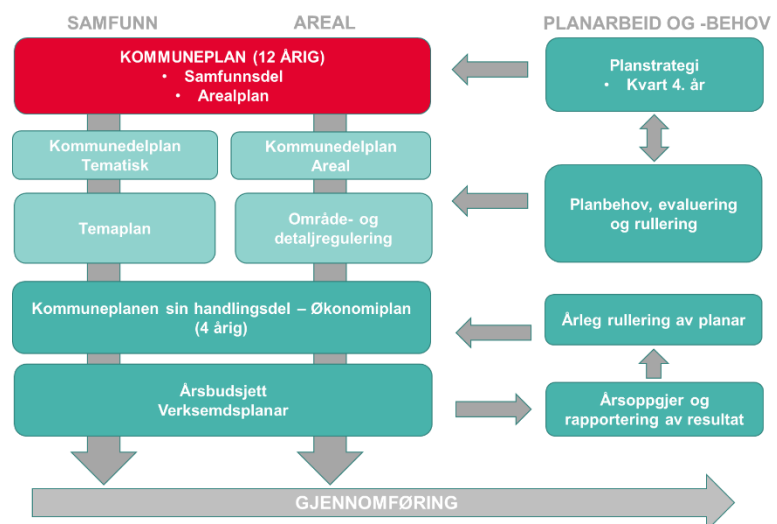 SAMFUNN
AREAL
PLANARBEID OG -BEHOV
KOMMUNEPLAN (12 ÅRIG)
• Samfunnsdel
• Arealplan
Planstrategi
• Kvart 4. år
Kommunedelplan
Tematisk
Kommunedelplan
Areal
Planbehov, evaluering
og rullering
Temaplan
Område- og
detaljregulering
Kommuneplanen sin handlingsdel – Økonomiplan
(4 årig)
Årleg rullering av planar
Årsbudsjett
Verksemdsplanar
Årsoppgjer og
rapportering av resultat
GJENNOMFØRING